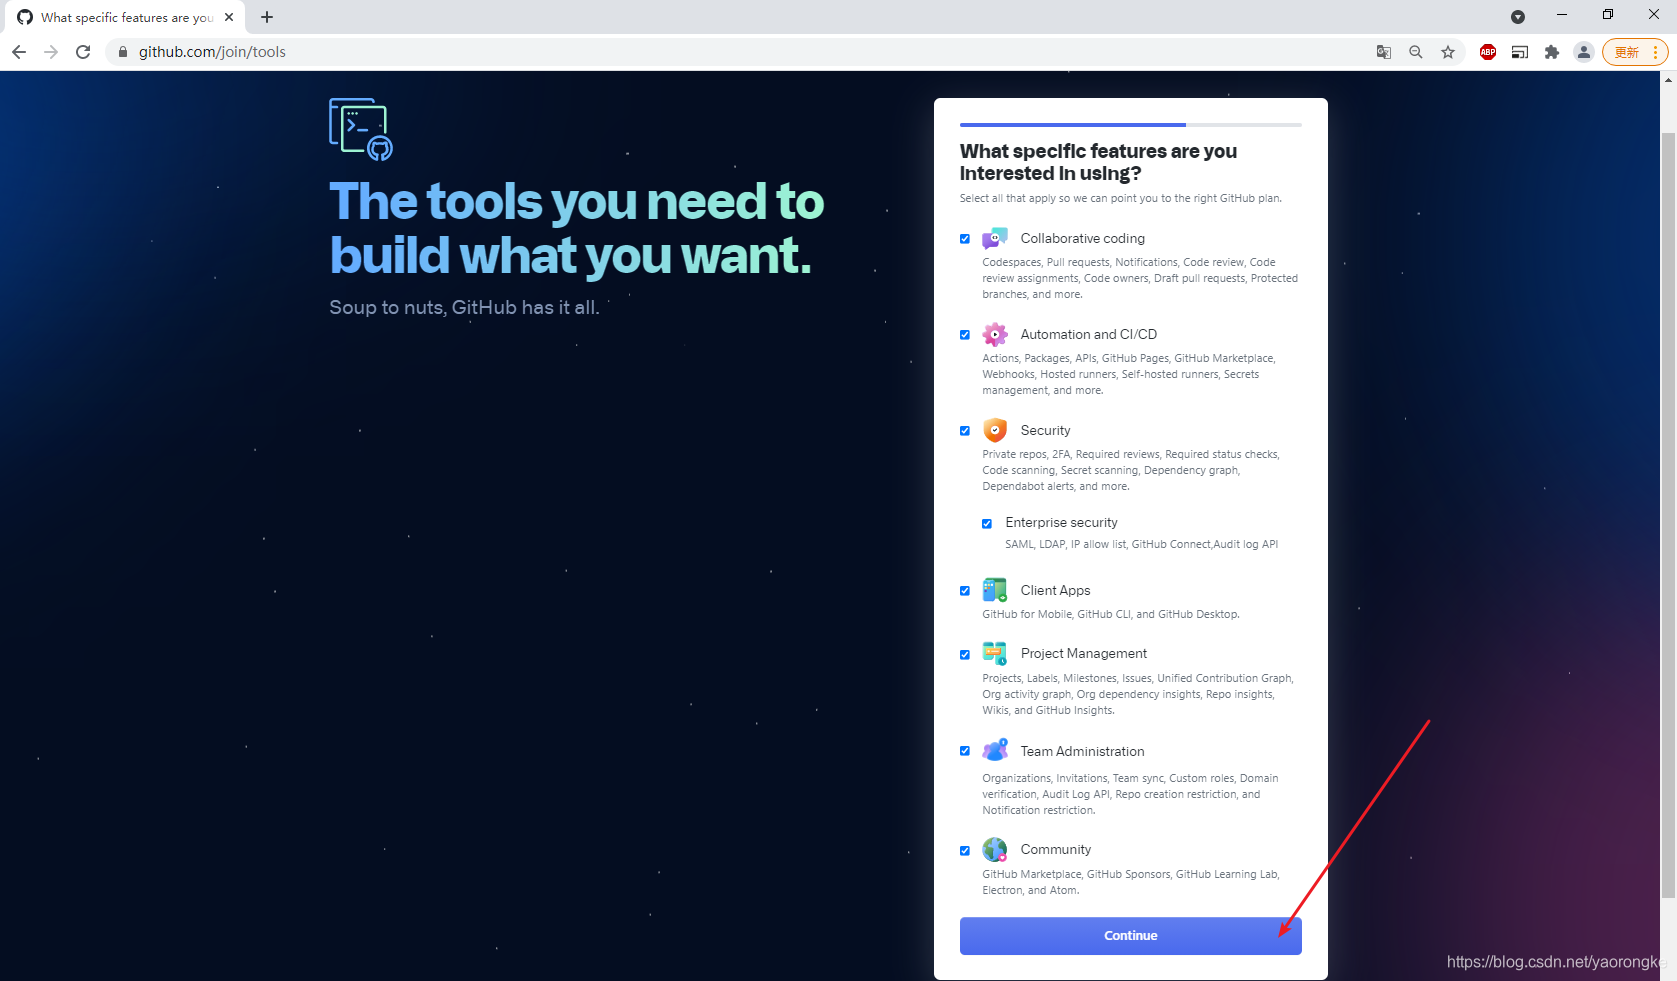 What specific features are you
github.com/join/tools
ABP
更新
The tools you need to
build what you want.
Soup to nuts, GitHub has it all.
What specific features are you
interested in using?
Select all that apply so we can point you to the right GitHub plan.
Collaborative coding
Codespaces, Pull requests, Notifications, Code review, Code
review assignments, Code owners, Draft pull requests, Protected
branches, and more.
Automation and CI/CD
Actions, Packages, APIs, GitHub Pages, GitHub Marketplace,
Webhooks, Hosted runners, Self-hosted runners, Secrets
management, and more.
Security
Private repos, 2FA, Required reviews, Required status checks,
Code scanning, Secret scanning, Dependency graph,
Dependabot alerts, and more.
Enterprise security
SAML, LDAP, IP allow list, GitHub Connect,Audit log API
Client Apps
GitHub for Mobile, GitHub CLI, and GitHub Desktop.
Project Management
Projects, Labels, Milestones, Issues, Unified Contribution Graph,
Org activity graph, Org dependency insights, Repo insights,
Wikis, and GitHub Insights.
Team Administration
Organizations, Invitations, Team sync, Custom roles, Domain
verification, Audit Log API, Repo creation restriction, and
Notification restriction.
Community
GitHub Marketplace, GitHub Sponsors, GitHub Learning Lab,
Electron, and Atom.
Continue
https://blog.csdn.net/yaorongke